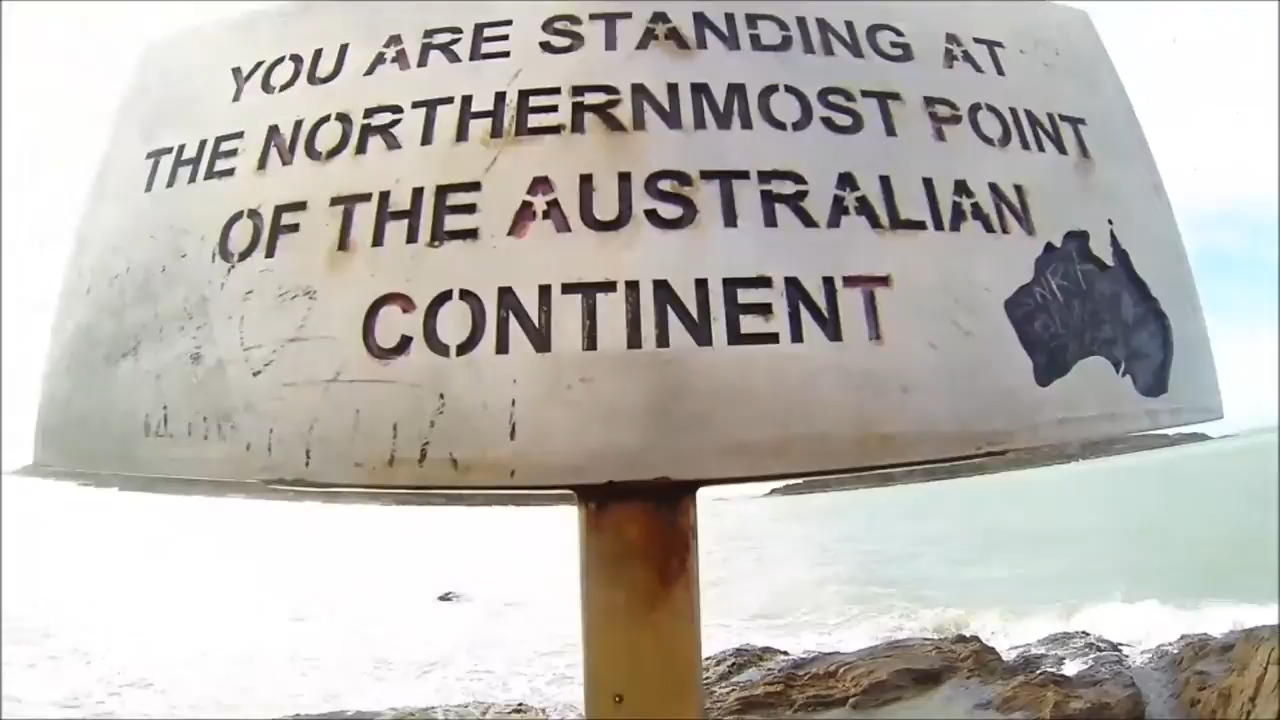 YOU ARE STANDING AT
THE NORTHERNMOST POINT
OF THE AUSTRALIAN
CONTINENT